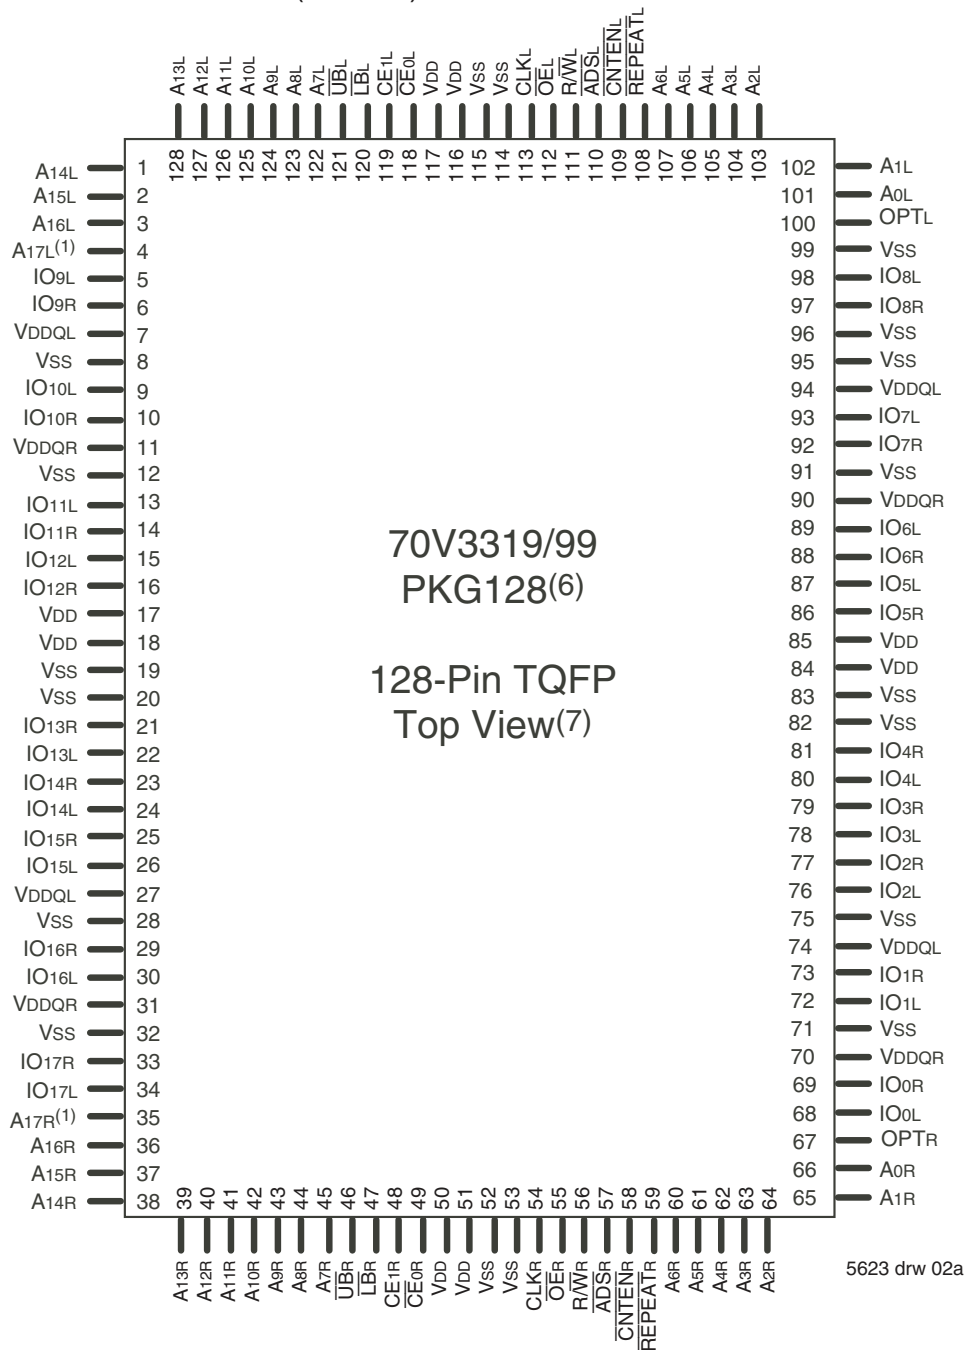 A13L A12L A11L A10L A9L A8L A7L UBL LBL CE1L CE0L VDD VDD VSS VSS CLKL OEL R/WL ADSL CNTENL REPEATL A6L A5L A4L A3L A2L
128 127 126 125 124 123 122 121 120 119 118 117 116 115 114 113 112 111 110 109 108 107 106 105 104 103
A14L 1
A15L 2
A16L 3
A17L(1) 4
IO9L 5
IO9R 6
VDDQL 7
VSS 8
IO10L 9
IO10R 10
VDDQR 11
VSS 12
IO11L 13
IO11R 14
IO12L 15
IO12R 16
VDD 17
VDD 18
VSS 19
VSS 20
IO13R 21
IO13L 22
IO14R 23
IO14L 24
IO15R 25
IO15L 26
VDDQL 27
VSS 28
IO16R 29
IO16L 30
VDDQR 31
VSS 32
IO17R 33
IO17L 34
A17R(1) 35
A16R 36
A15R 37
A14R 38
70V3319/99
PKG128(6)
128-Pin TQFP
Top View(7)
102 A1L
101 A0L
100 OPTL
99 VSS
98 IO8L
97 IO8R
96 VSS
95 VSS
94 VDDQL
93 IO7L
92 IO7R
91 VSS
90 VDDQR
89 IO6L
88 IO6R
87 IO5L
86 IO5R
85 VDD
84 VDD
83 VSS
82 VSS
81 IO4R
80 IO4L
79 IO3R
78 IO3L
77 IO2R
76 IO2L
75 VSS
74 VDDQL
73 IO1R
72 IO1L
71 VSS
70 VDDQR
69 IO0R
68 IO0L
67 OPTR
66 A0R
65 A1R
39 40 41 42 43 44 45 46 47 48 49 50 51 52 53 54 55 56 57 58 59 60 61 62 63 64
A13R A12R A11R A10R A9R A8R A7R UBR LBR CE1R CE0R VDD VDD VSS VSS CLKR OER R/WR ADSR CNTENR REPEATR A6R A5R A4R A3R A2R
5623 drw 02a